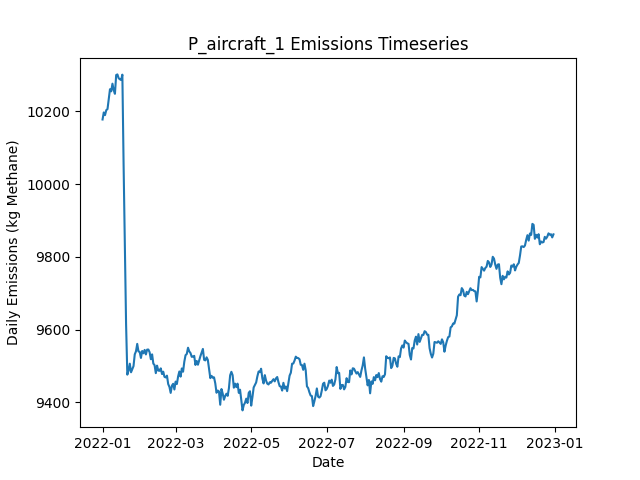 P_aircraft_1 Emissions Timeseries
Daily Emissions (kg Methane)
10200
10000
9800
9600
9400
2022-01 2022-03 2022-05 2022-07 2022-09 2022-11 2023-01
Date